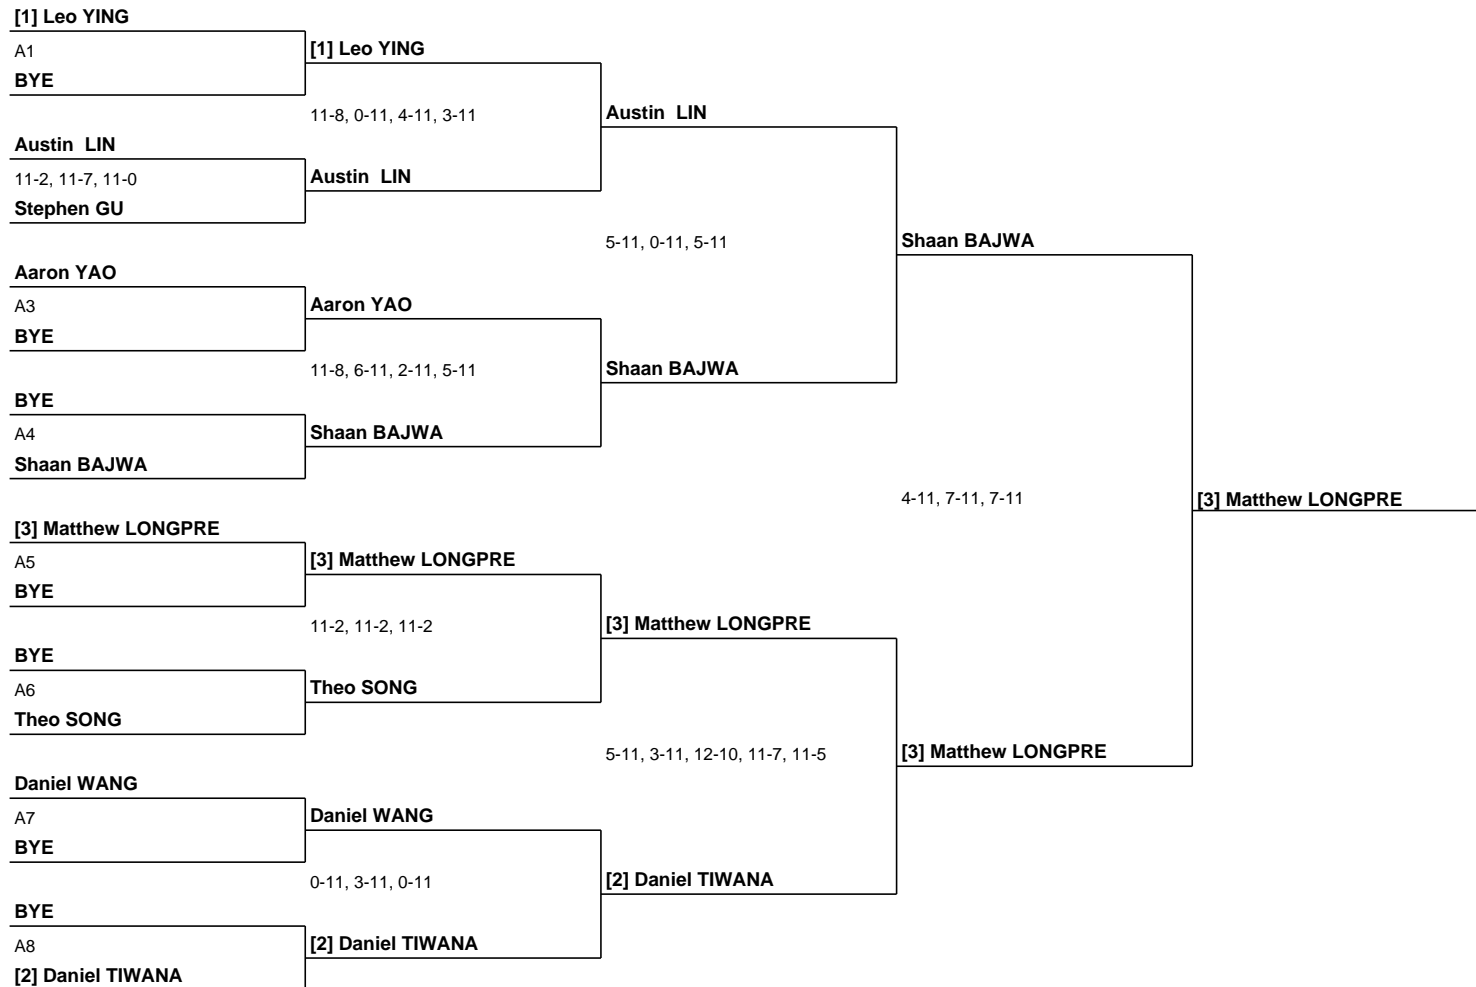 [1] Leo YING
A1
BYE
[1] Leo YING
11-8, 0-11, 4-11, 3-11
Austin LIN
Austin LIN
11-2, 11-7, 11-0
Stephen GU
Austin LIN
5-11, 0-11, 5-11
Shaan BAJWA
Aaron YAO
A3
BYE
Aaron YAO
11-8, 6-11, 2-11, 5-11
Shaan BAJWA
BYE
A4
Shaan BAJWA
Shaan BAJWA
4-11, 7-11, 7-11
[3] Matthew LONGPRE
[3] Matthew LONGPRE
A5
BYE
[3] Matthew LONGPRE
11-2, 11-2, 11-2
[3] Matthew LONGPRE
BYE
A6
Theo SONG
Theo SONG
5-11, 3-11, 12-10, 11-7, 11-5
[3] Matthew LONGPRE
Daniel WANG
A7
BYE
Daniel WANG
0-11, 3-11, 0-11
[2] Daniel TIWANA
BYE
A8
[2] Daniel TIWANA
[2] Daniel TIWANA